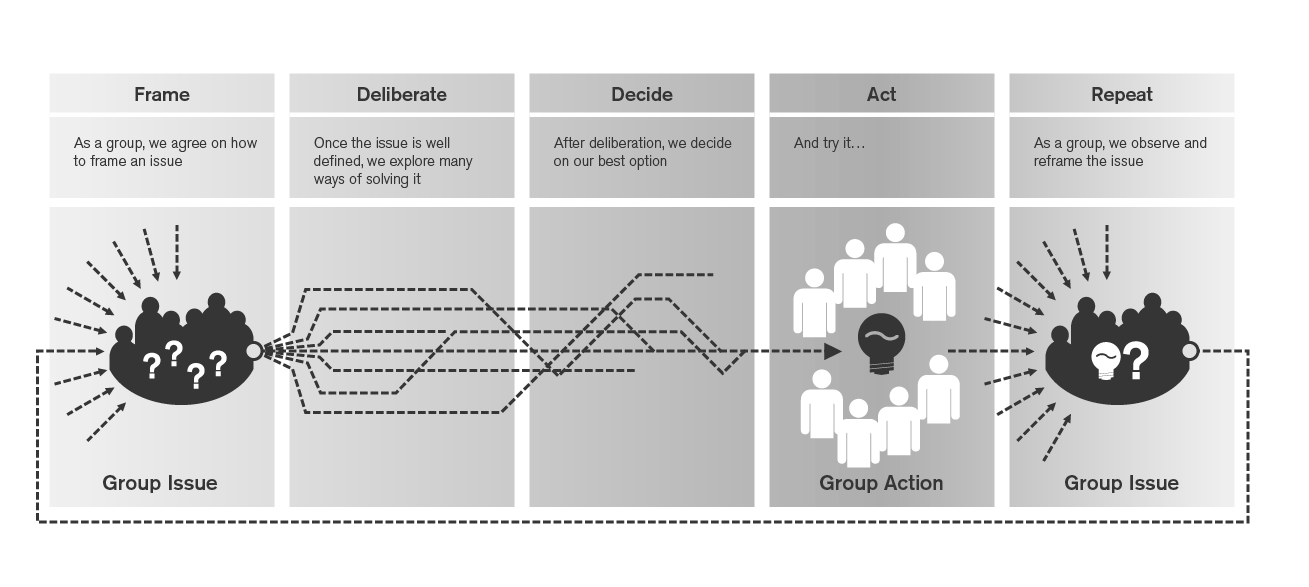 Frame
Deliberate
Decide
Act
Repeat
As a group, we agree on how
to frame an issue
Once the issue is well
defined, we explore many
ways of solving it
After deliberation, we decide
on our best option
And try it…
As a group, we observe and
reframe the issue
? ? ? ?
?
Group Issue
Group Action
Group Issue